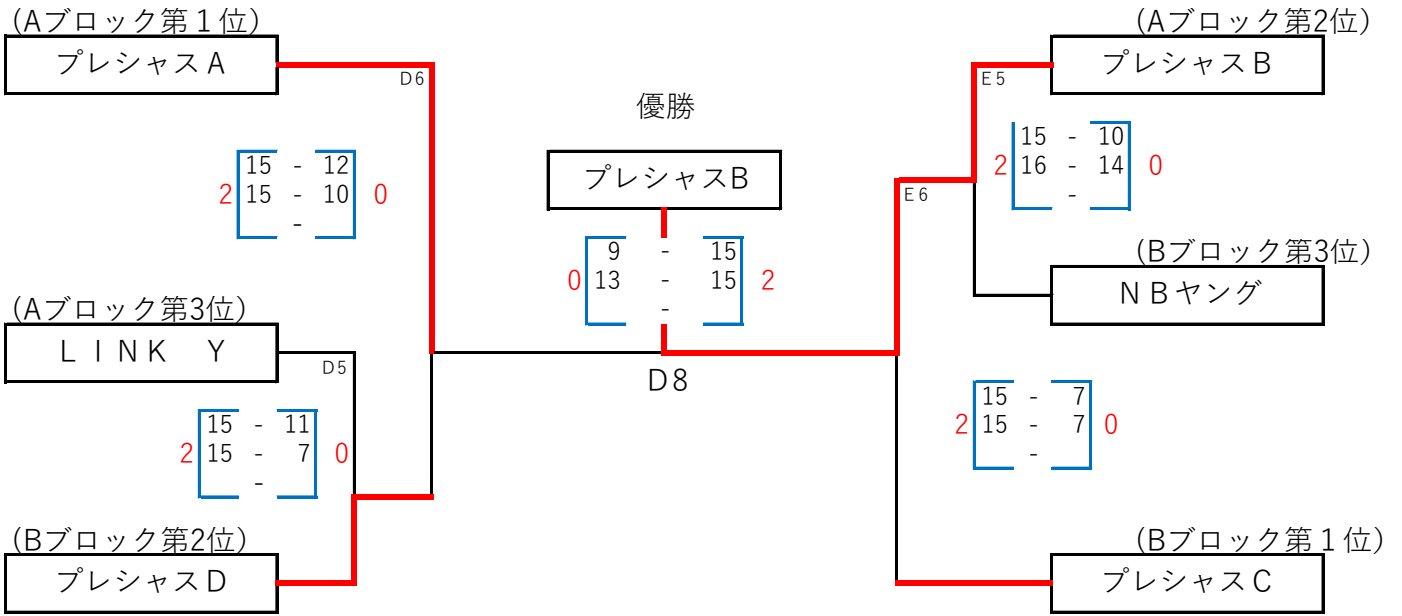 (Aブロック第１位)
プレシャスＡ
D6
2 15 - 12 0
15 - 10
-
(Aブロック第3位)
ＬＩＮＫ　Ｙ
D5
2 15 - 11 0
15 - 7
-
(Bブロック第2位)
プレシャスＤ
優勝
プレシャスB
9 - 15
0 13 - 15 2
-
D8
(Aブロック第2位)
プレシャスＢ
E5
15 - 10
2 16 - 14 0
-
E6
(Bブロック第3位)
ＮＢヤング
15 - 7
2 15 - 7 0
-
(Bブロック第１位)
プレシャスＣ